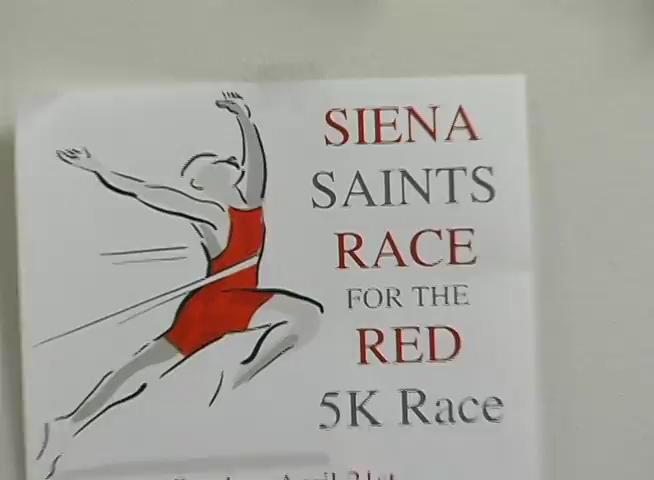 SIENA
SAINTS
RACE
FOR THE
RED
5K Race